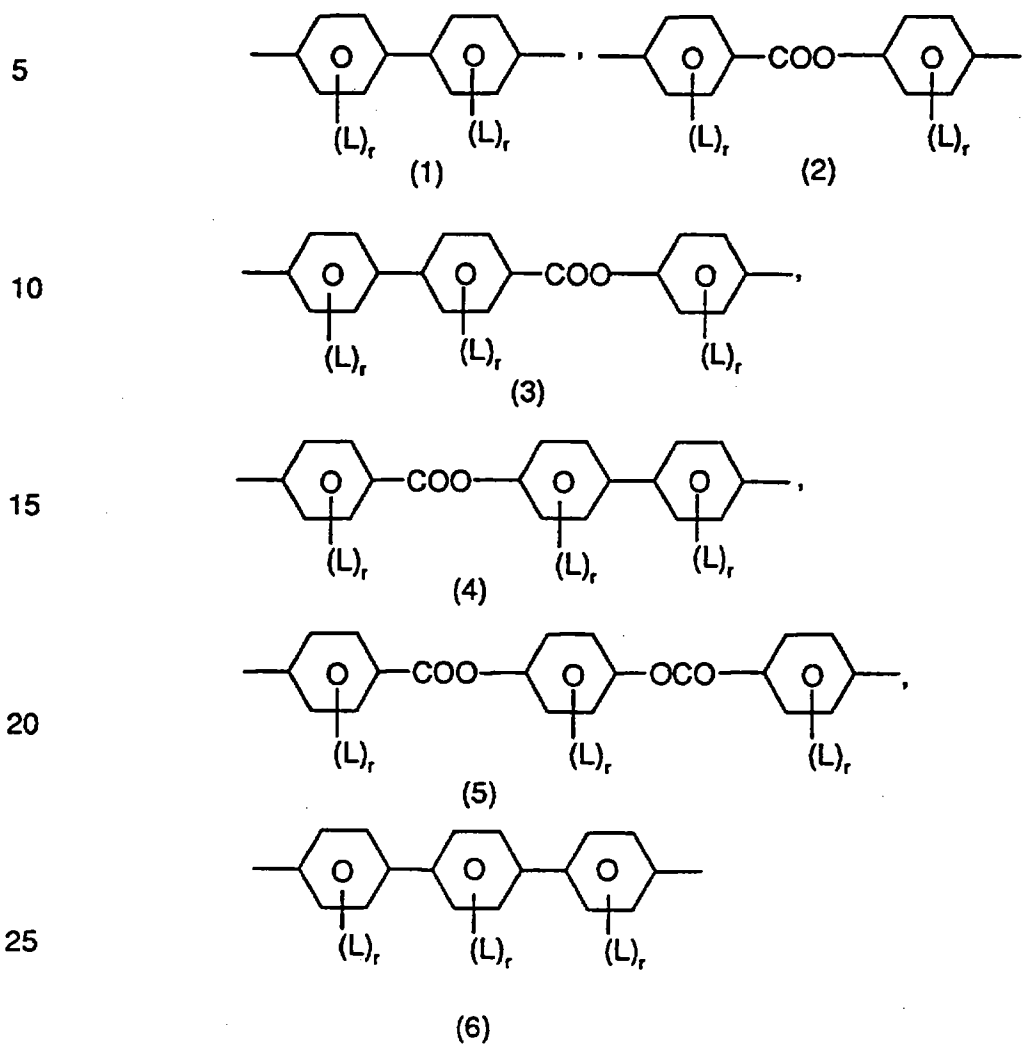 5
O O , O COO O
(L)r (L)r (L)r (L)r
(1) (2)
10
O O COO O ,
(L)r (L)r (L)r
(3)
15
O COO O O ,
(L)r (L)r (L)r
(4)
20
O COO O OCO O ,
(L)r (L)r (L)r
(5)
O O O
25
(L)r (L)r (L)r
(6)